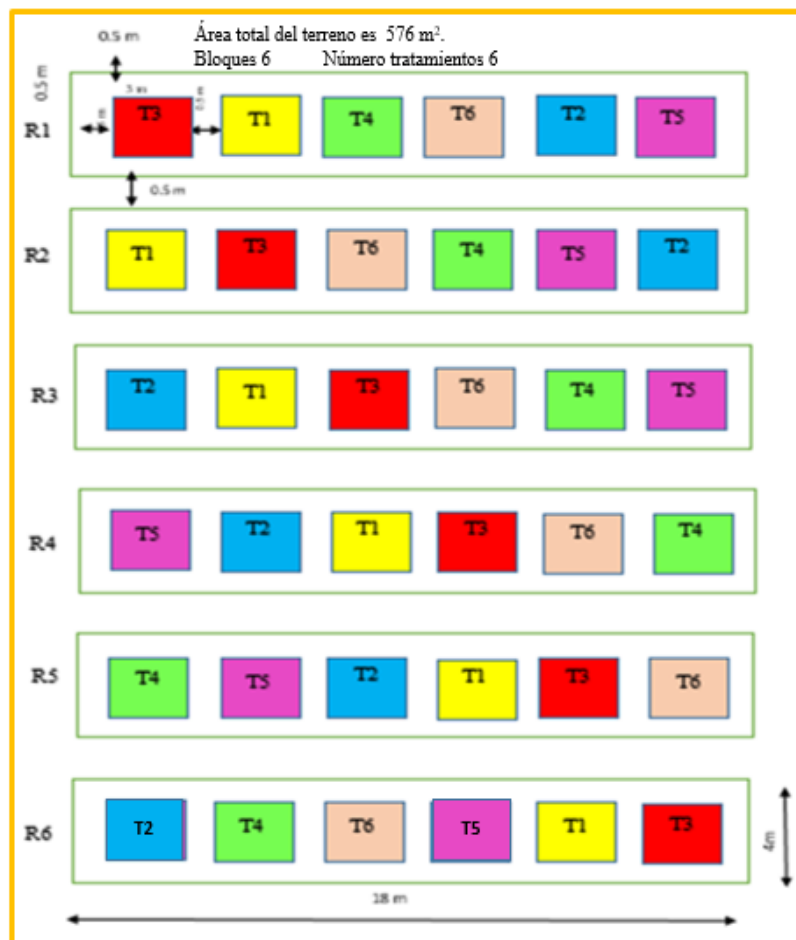 Área total del terreno es 576 m².
Bloques 6 Número tratamientos 6
0.5 m
0.5 m
3 m
0.5 m
R1 T3 T1 T4 T6 T2 T5
0.5 m
R2 T1 T3 T6 T4 T5 T2
R3 T2 T1 T3 T6 T4 T5
R4 T5 T2 T1 T3 T6 T4
R5 T4 T5 T2 T1 T3 T6
R6 T2 T4 T6 T5 T1 T3
4m
18 m